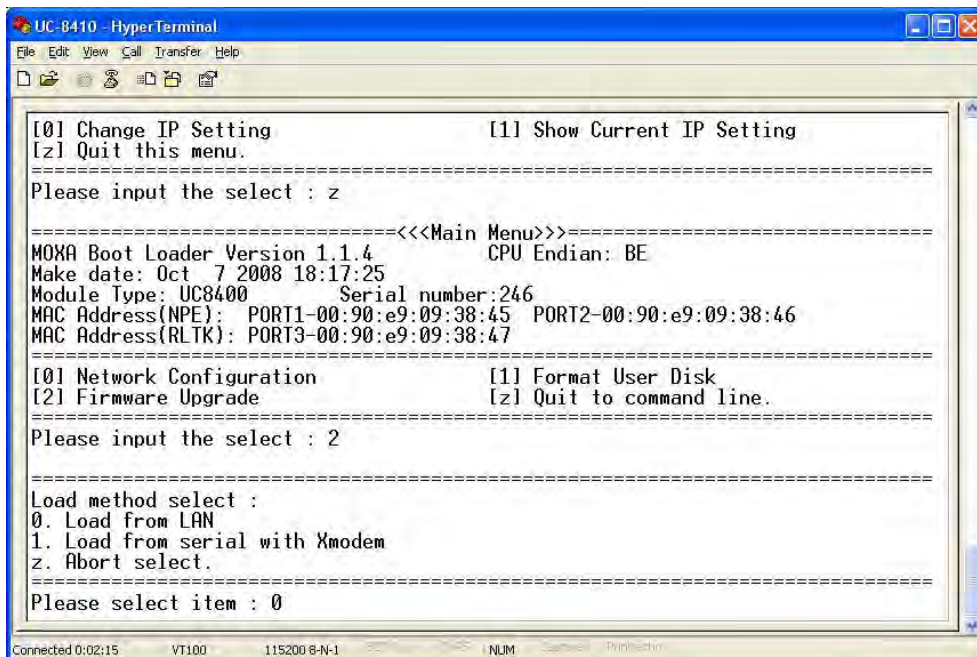 UC-8410 - HyperTerminal
File Edit View Call Transfer Help
[0] Change IP Setting [1] Show Current IP Setting
[z] Quit this menu.
================================================================================
Please input the select : z
================================<<<Main Menu>>>================================
MOXA Boot Loader Version 1.1.4 CPU Endian: BE
Make date: Oct 7 2008 18:17:25
Module Type: UC8400 Serial number:246
MAC Address(NPE): PORT1-00:90:e9:09:38:45 PORT2-00:90:e9:09:38:46
MAC Address(RLTK): PORT3-00:90:e9:09:38:47
================================================================================
[0] Network Configuration [1] Format User Disk
[2] Firmware Upgrade [z] Quit to command line.
================================================================================
Please input the select : 2
================================================================================
Load method select :
0. Load from LAN
1. Load from serial with Xmodem
z. Abort select.
================================================================================
Please select item : 0
Connected 0:02:15 VT100 115200 8-N-1 NUM